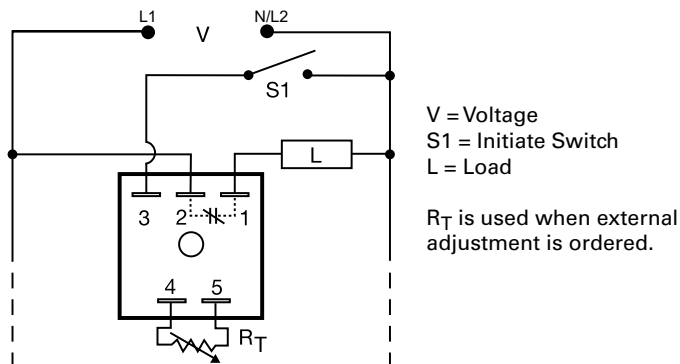 L1
V
N/L2
S1
V = Voltage
S1 = Initiate Switch
L = Load
L
3
2
1
RT is used when external
adjustment is ordered.
4
5
RT